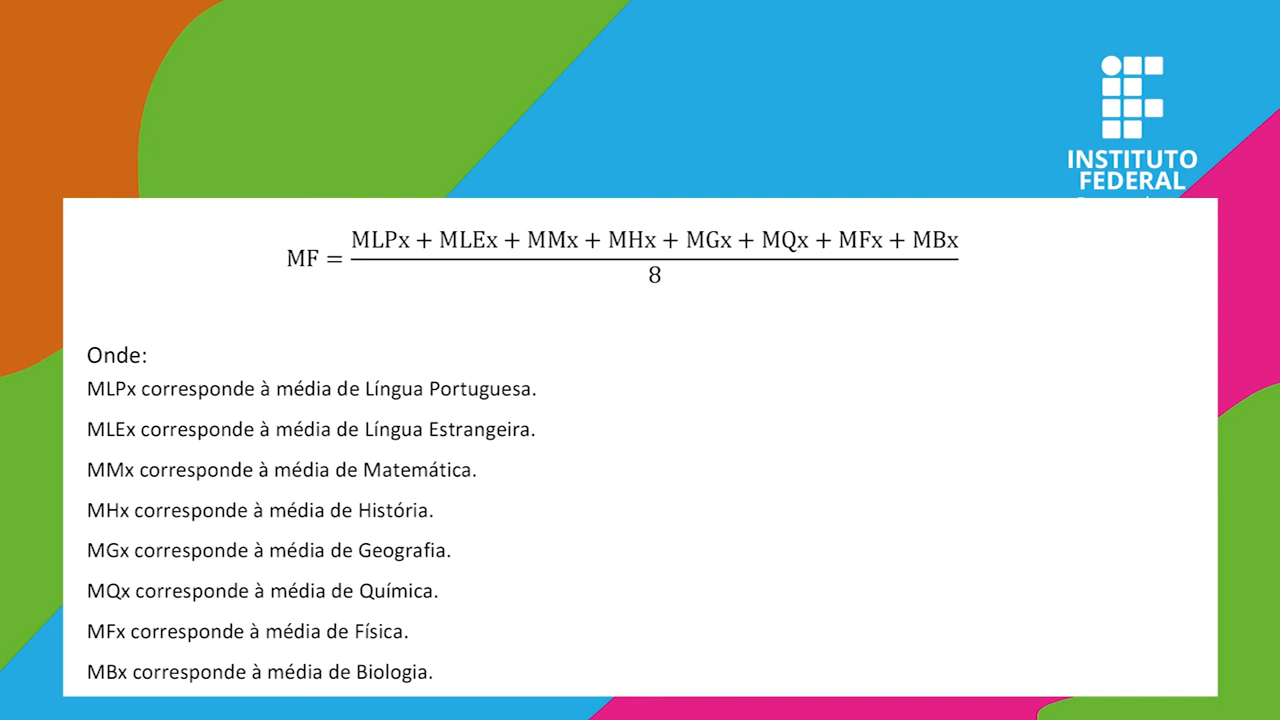 INSTITUTO
FEDERAL
MF = MLPx + MLEx + MMx + MHx + MGx + MQx + MFx + MBx
8
Onde:
MLPx corresponde à média de Língua Portuguesa.
MLEx corresponde à média de Língua Estrangeira.
MMx corresponde à média de Matemática.
MHx corresponde à média de História.
MGx corresponde à média de Geografia.
MQx corresponde à média de Química.
MFx corresponde à média de Física.
MBx corresponde à média de Biologia.